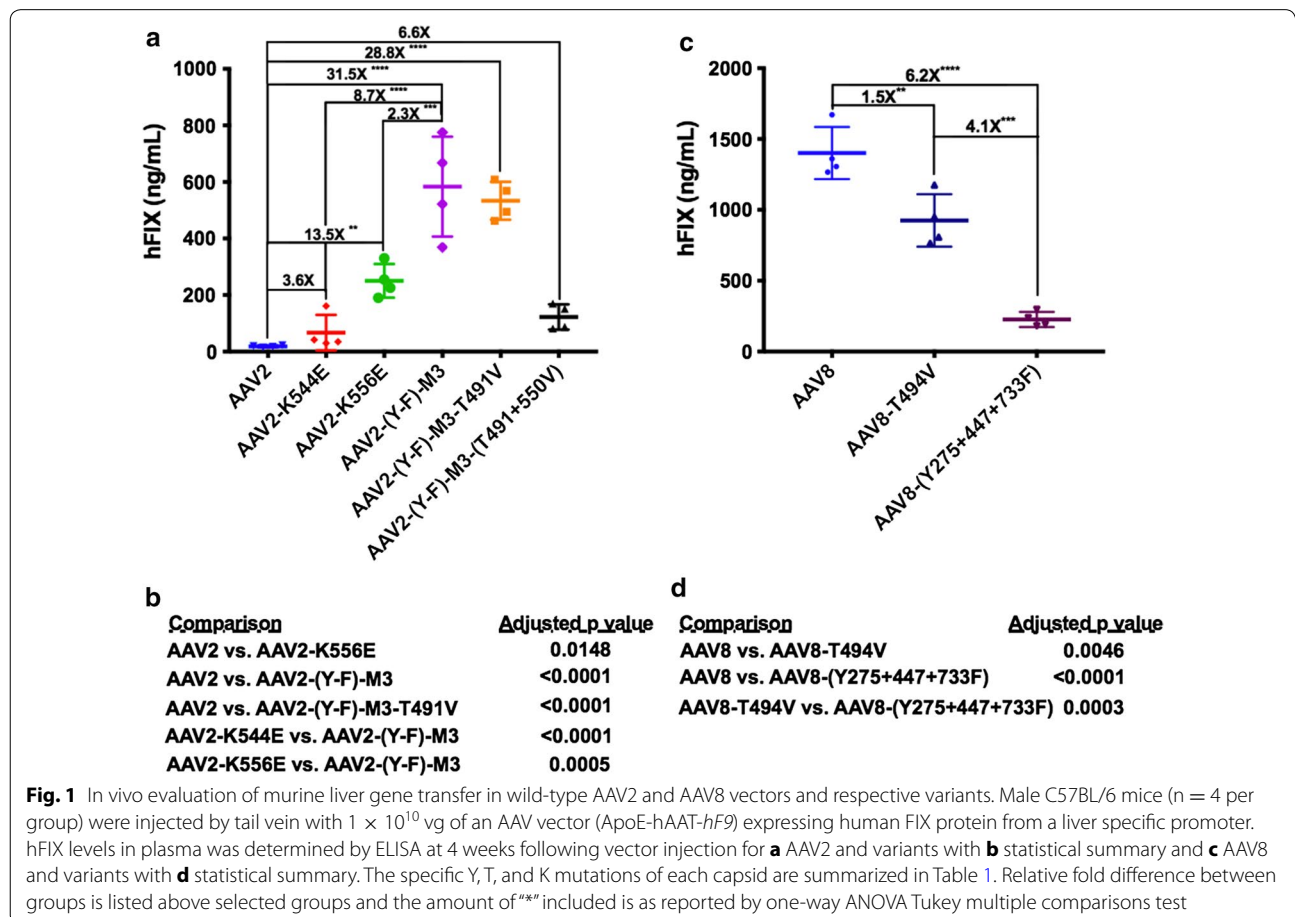 a
6.6X
28.8X ****
31.5X ****
8.7X ****
2.3X ***
13.5X **
3.6X
hFIX (ng/mL)
1000
800
600
400
200
0
AAV2
AAV2-K544E
AAV2-K556E
AAV2-(Y-F)-M3
AAV2-(Y-F)-M3-T491V
AAV2-(Y-F)-M3-(T491+550V)
c
6.2X****
1.5X**
4.1X***
hFIX (ng/mL)
2000
1500
1000
500
0
AAV8
AAV8-T494V
AAV8-(Y275+447+733F)
b
Comparison Adjusted p value
AAV2 vs. AAV2-K556E 0.0148
AAV2 vs. AAV2-(Y-F)-M3 <0.0001
AAV2 vs. AAV2-(Y-F)-M3-T491V <0.0001
AAV2-K544E vs. AAV2-(Y-F)-M3 <0.0001
AAV2-K556E vs. AAV2-(Y-F)-M3 0.0005
d
Comparison Adjusted p value
AAV8 vs. AAV8-T494V 0.0046
AAV8 vs. AAV8-(Y275+447+733F) <0.0001
AAV8-T494V vs. AAV8-(Y275+447+733F) 0.0003
Fig. 1 In vivo evaluation of murine liver gene transfer in wild-type AAV2 and AAV8 vectors and respective variants. Male C57BL/6 mice (n = 4 per
group) were injected by tail vein with 1 × 10¹⁰ vg of an AAV vector (ApoE-hAAT-hF9) expressing human FIX protein from a liver specific promoter.
hFIX levels in plasma was determined by ELISA at 4 weeks following vector injection for a AAV2 and variants with b statistical summary and c AAV8
and variants with d statistical summary. The specific Y, T, and K mutations of each capsid are summarized in Table 1. Relative fold difference between
groups is listed above selected groups and the amount of "*" included is as reported by one-way ANOVA Tukey multiple comparisons test